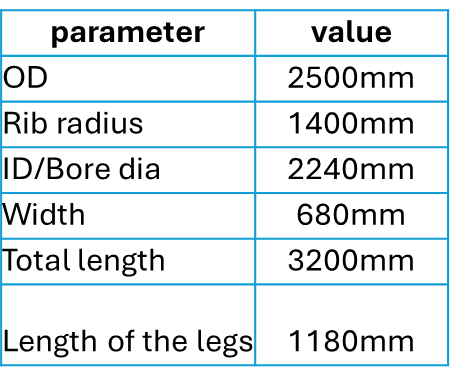 parameter value
OD 2500mm
Rib radius 1400mm
ID/Bore dia 2240mm
Width 680mm
Total length 3200mm
Length of the legs 1180mm